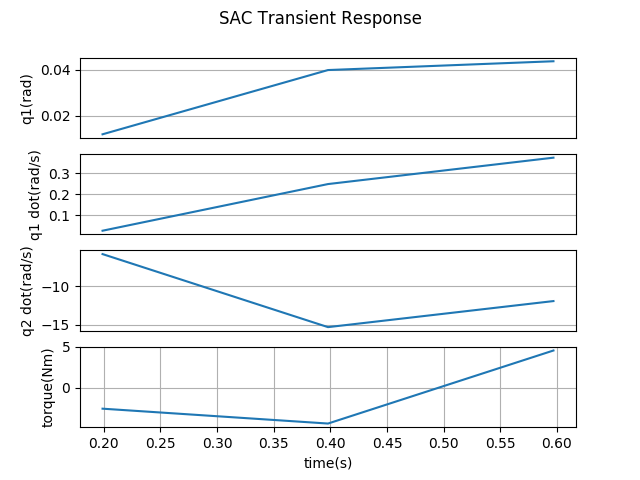 SAC Transient Response
q1(rad)
0.04
0.02
q1 dot(rad/s)
0.3
0.2
0.1
q2 dot(rad/s)
−10
−15
torque(Nm)
5
0
0.20 0.25 0.30 0.35 0.40 0.45 0.50 0.55 0.60
time(s)